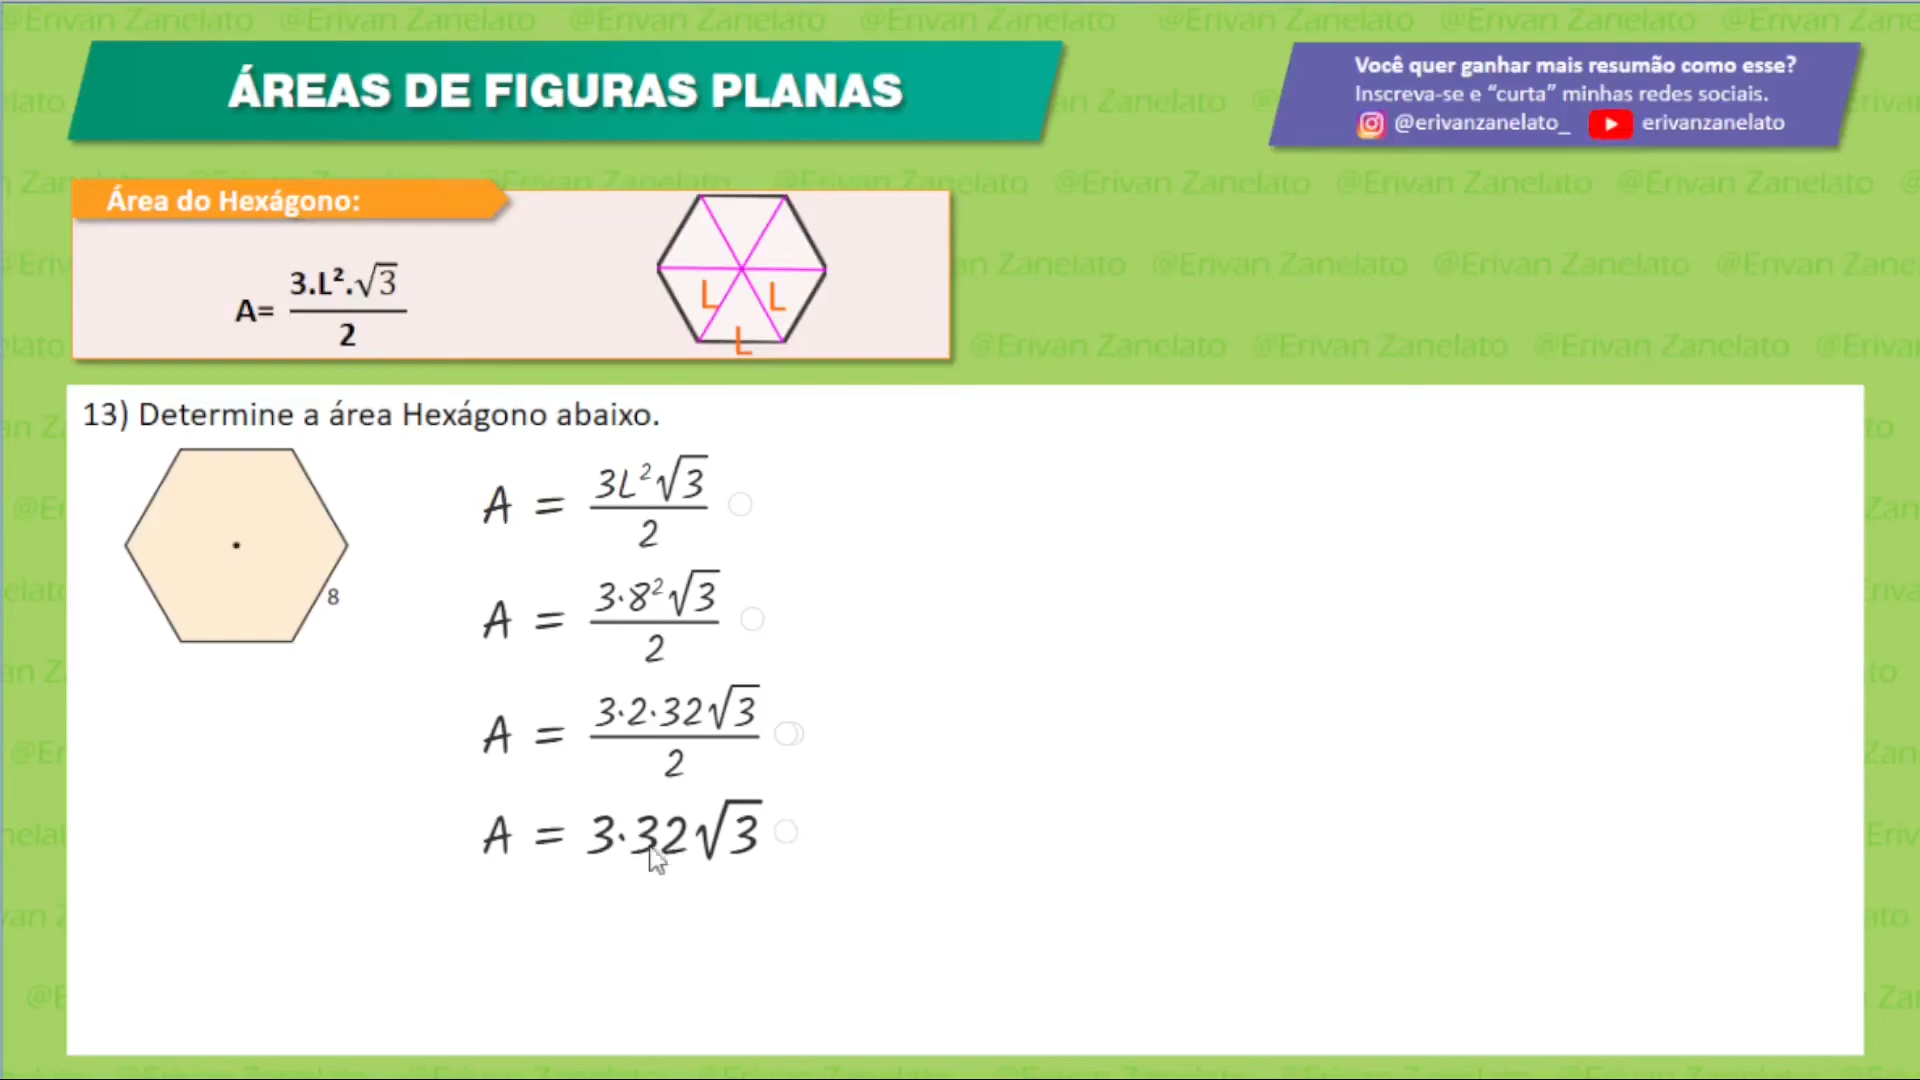 ÁREAS DE FIGURAS PLANAS
Você quer ganhar mais resumão como esse?
Inscreva-se e “curta” minhas redes sociais.
@erivanzanelato_ erivanzanelato
Área do Hexágono:
A= 3.L².√3 / 2
L L
L
13) Determine a área Hexágono abaixo.
8
A = 3L²√3 / 2
A = 3·8²√3 / 2
A = 3·2·32√3 / 2
A = 3·32√3
@Erivan Zanelato